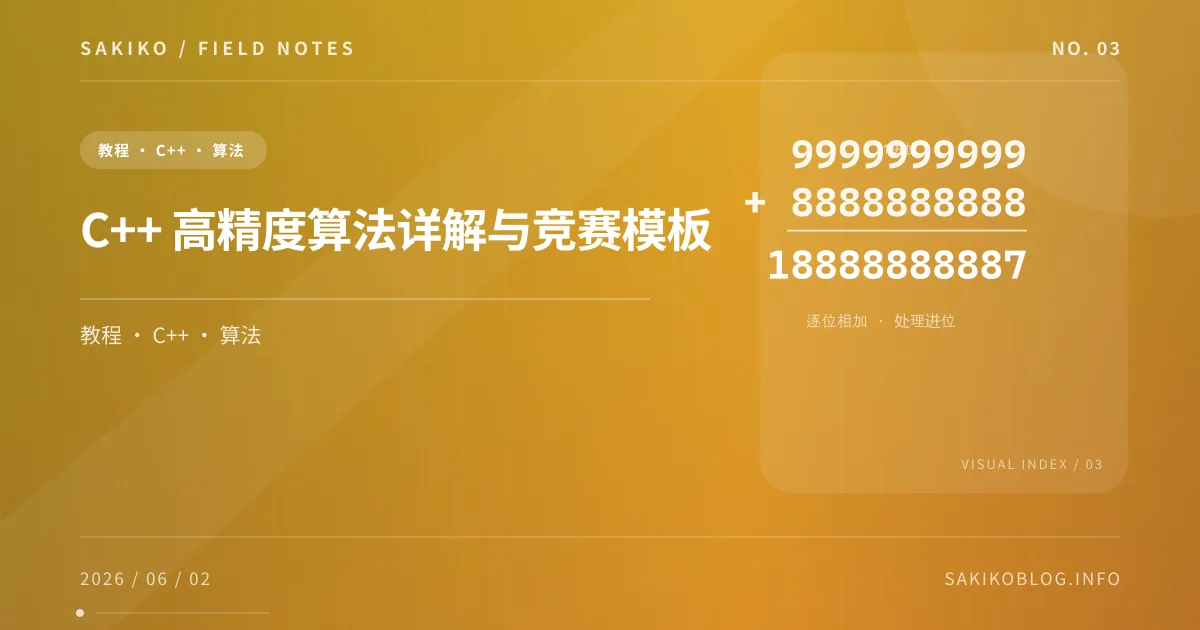 SAKIKO / FIELD NOTES
NO. 03
教程 · C++ · 算法
C++ 高精度算法详解与竞赛模板
教程 · C++ · 算法
9999999999
+ 8888888888
18888888887
逐位相加 · 处理进位
VISUAL INDEX / 03
2026 / 06 / 02
SAKIKOBLOG.INFO